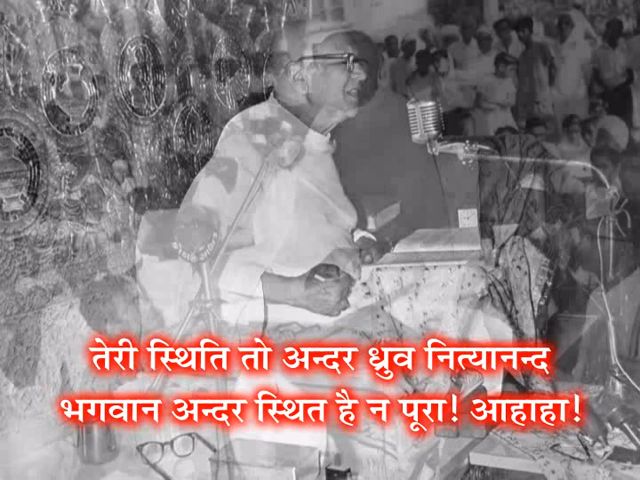 तेरी स्थिति तो अन्दर ध्रुव नित्यानन्द
भगवान अन्दर स्थित है न पूरा! आहाहा!